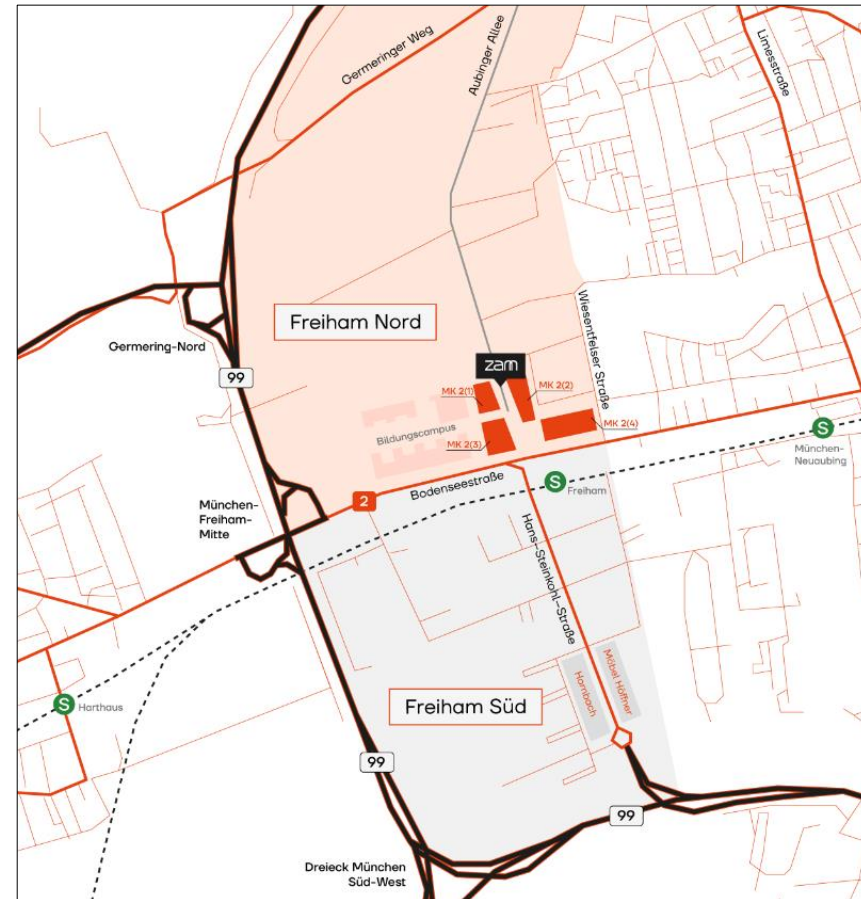 Germeringer Weg
Aubinger Allee
Limesstraße
Freiham Nord
Germering-Nord
99
zam
MK 2(1)
MK 2(2)
Wiesentfelser Straße
Bildungscampus
MK 2(3)
MK 2(4)
S
München-
Neuaubing
Bodenseestraße
S
Freiham
2
München-
Freiham-
Mitte
Hans-Steinkohl-Straße
Hornbach
Möbel Höffner
S
Harthaus
Freiham Süd
99
99
Dreieck München
Süd-West